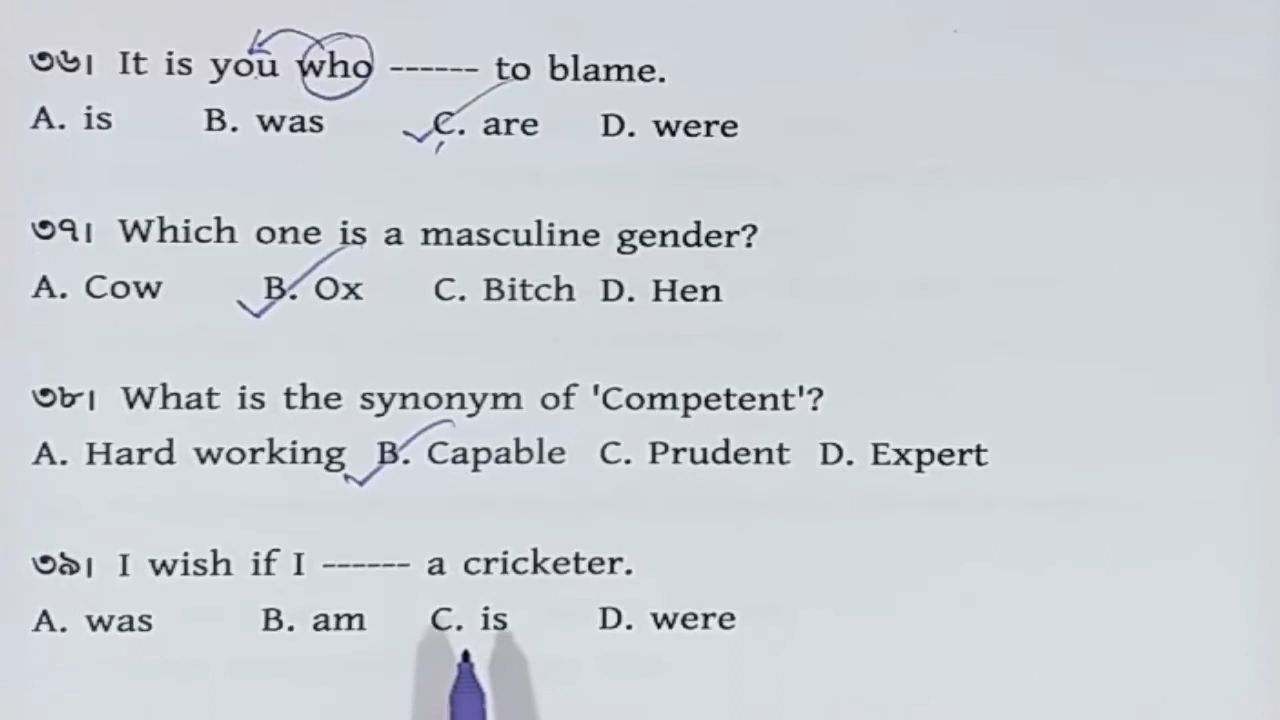 ৩৬। It is you who ------ to blame.
A. is B. was C. are D. were
৩৭। Which one is a masculine gender?
A. Cow B. Ox C. Bitch D. Hen
৩৮। What is the synonym of 'Competent'?
A. Hard working B. Capable C. Prudent D. Expert
৩৯। I wish if I ------ a cricketer.
A. was B. am C. is D. were